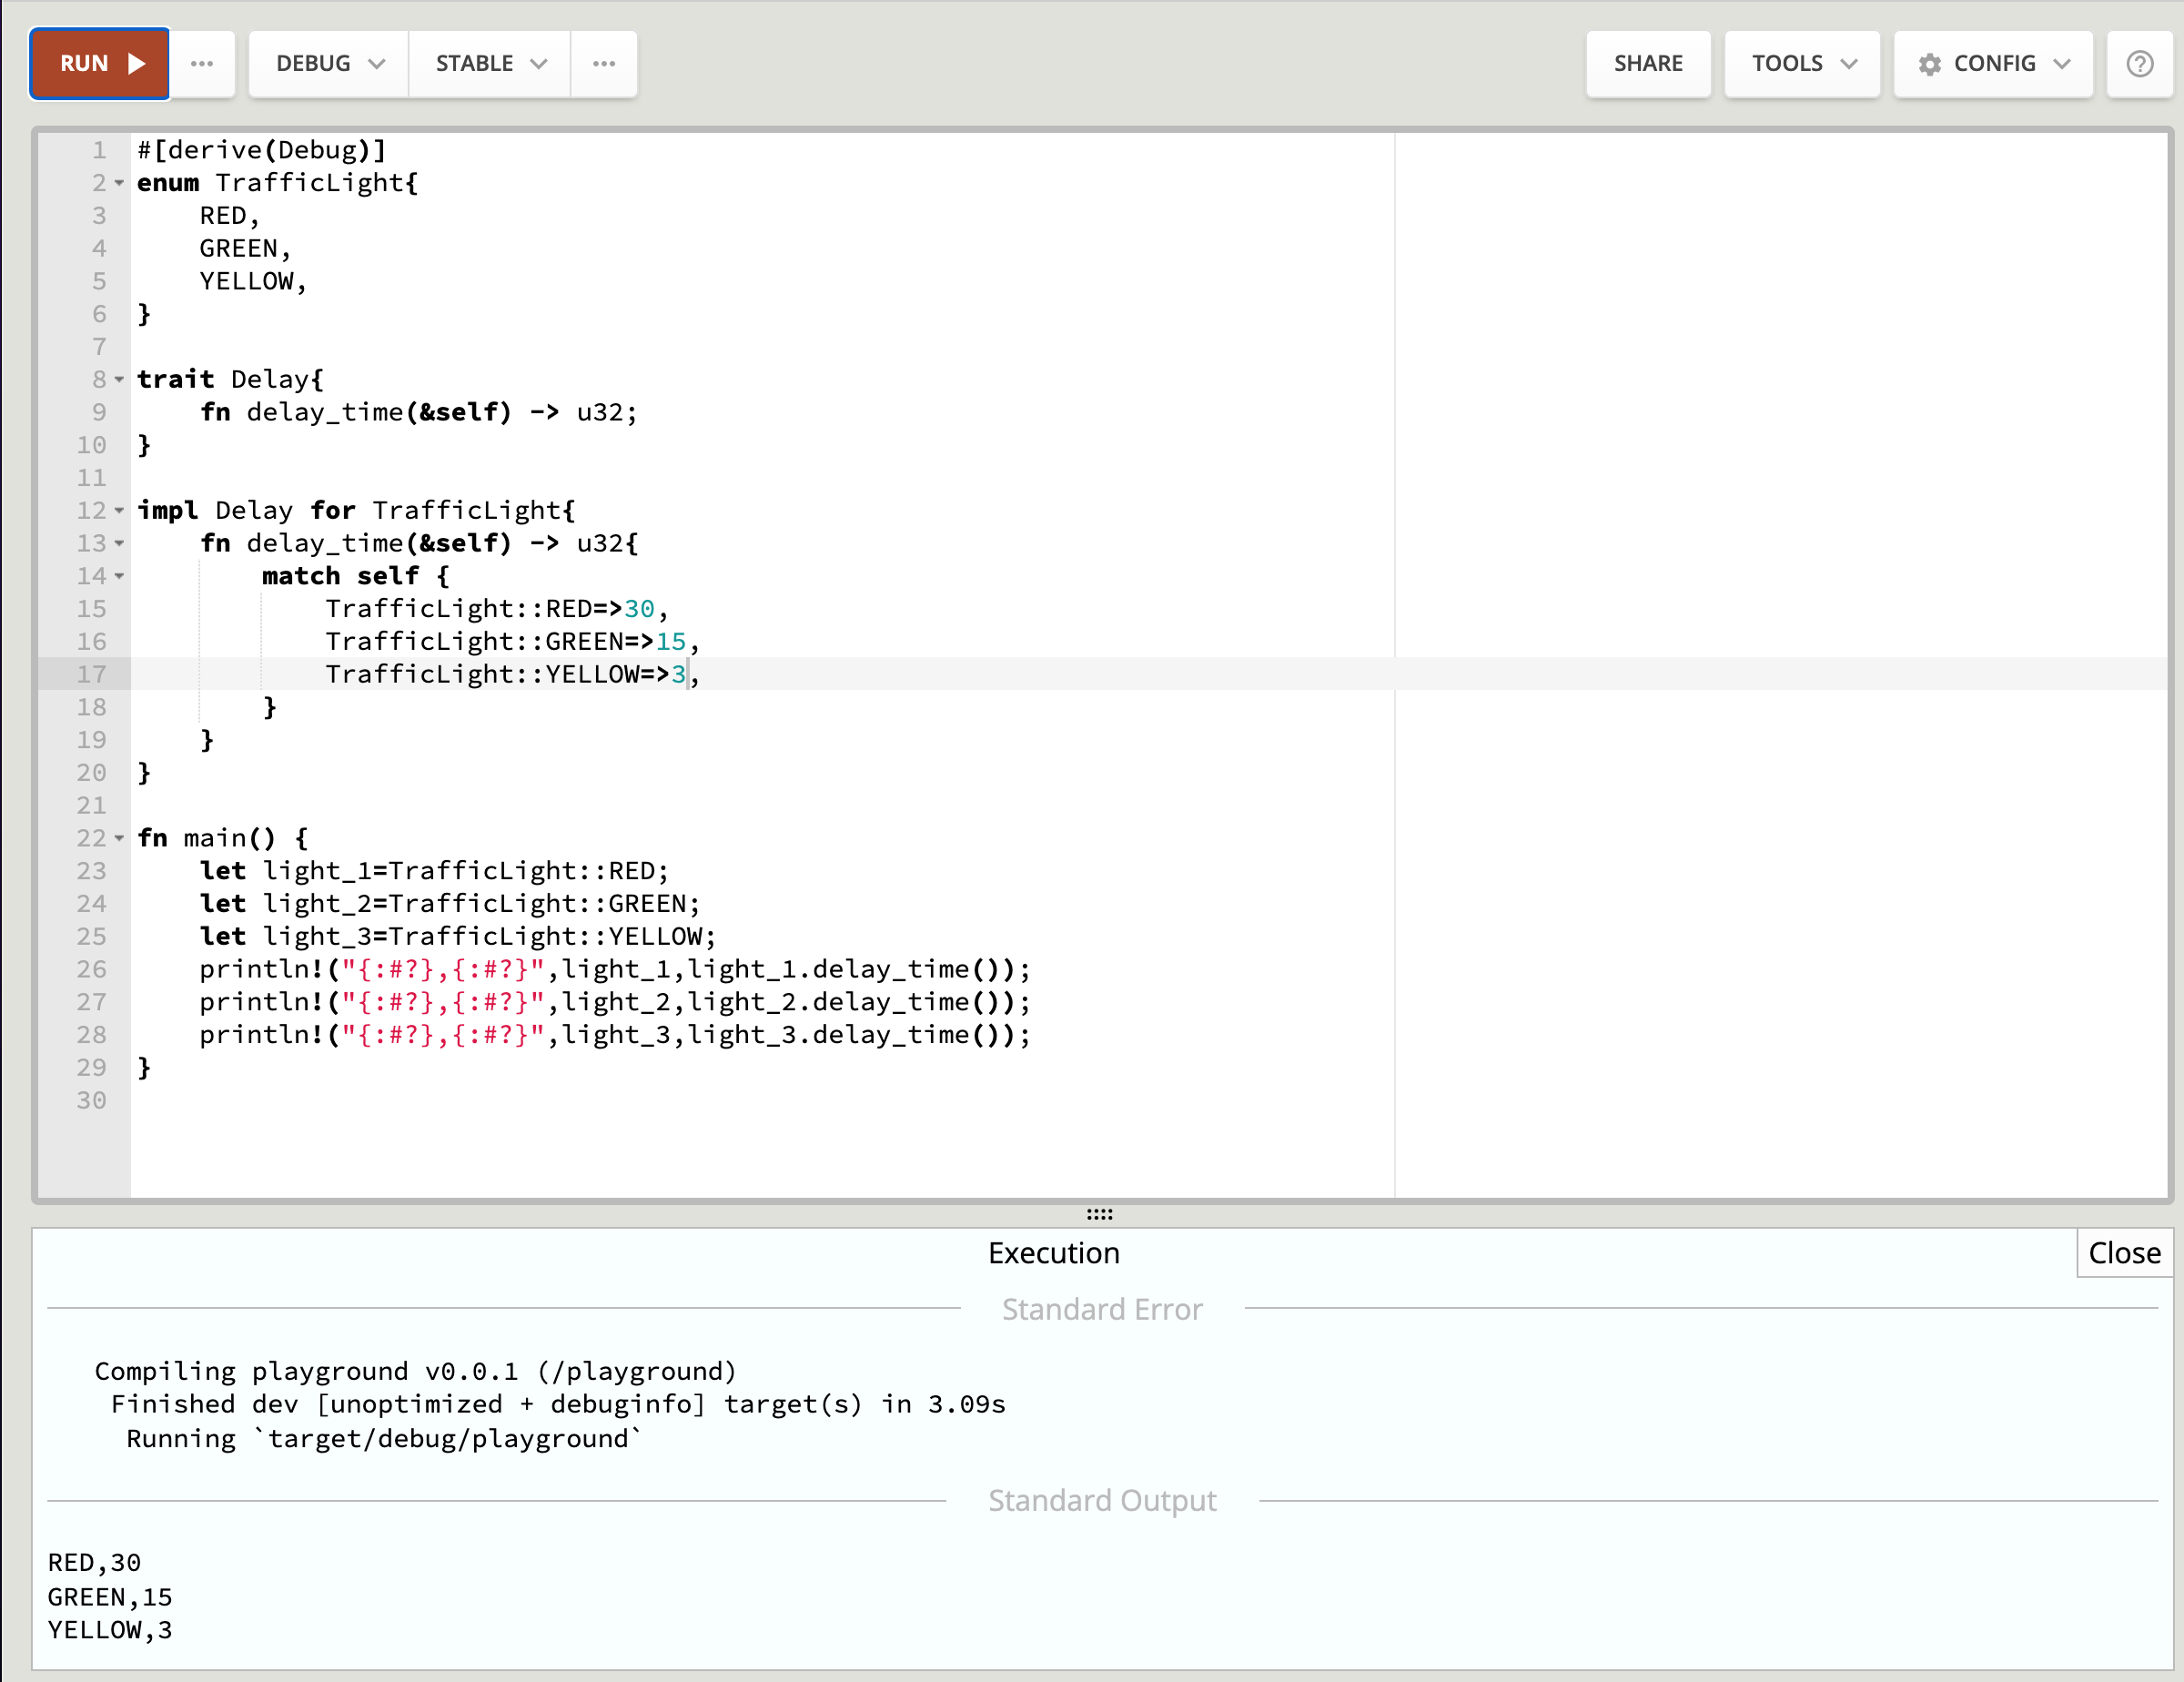 RUN ... DEBUG STABLE ... SHARE TOOLS CONFIG ?
1 #[derive(Debug)]
2 enum TrafficLight{
3     RED,
4     GREEN,
5     YELLOW,
6 }
7
8 trait Delay{
9     fn delay_time(&self) -> u32;
10 }
11
12 impl Delay for TrafficLight{
13     fn delay_time(&self) -> u32{
14         match self {
15             TrafficLight::RED=>30,
16             TrafficLight::GREEN=>15,
17             TrafficLight::YELLOW=>3,
18         }
19     }
20 }
21
22 fn main() {
23     let light_1=TrafficLight::RED;
24     let light_2=TrafficLight::GREEN;
25     let light_3=TrafficLight::YELLOW;
26     println!("{:#?},{:#?}",light_1,light_1.delay_time());
27     println!("{:#?},{:#?}",light_2,light_2.delay_time());
28     println!("{:#?},{:#?}",light_3,light_3.delay_time());
29 }
30
Execution Close
Standard Error
   Compiling playground v0.0.1 (/playground)
    Finished dev [unoptimized + debuginfo] target(s) in 3.09s
     Running `target/debug/playground`
Standard Output
RED,30
GREEN,15
YELLOW,3